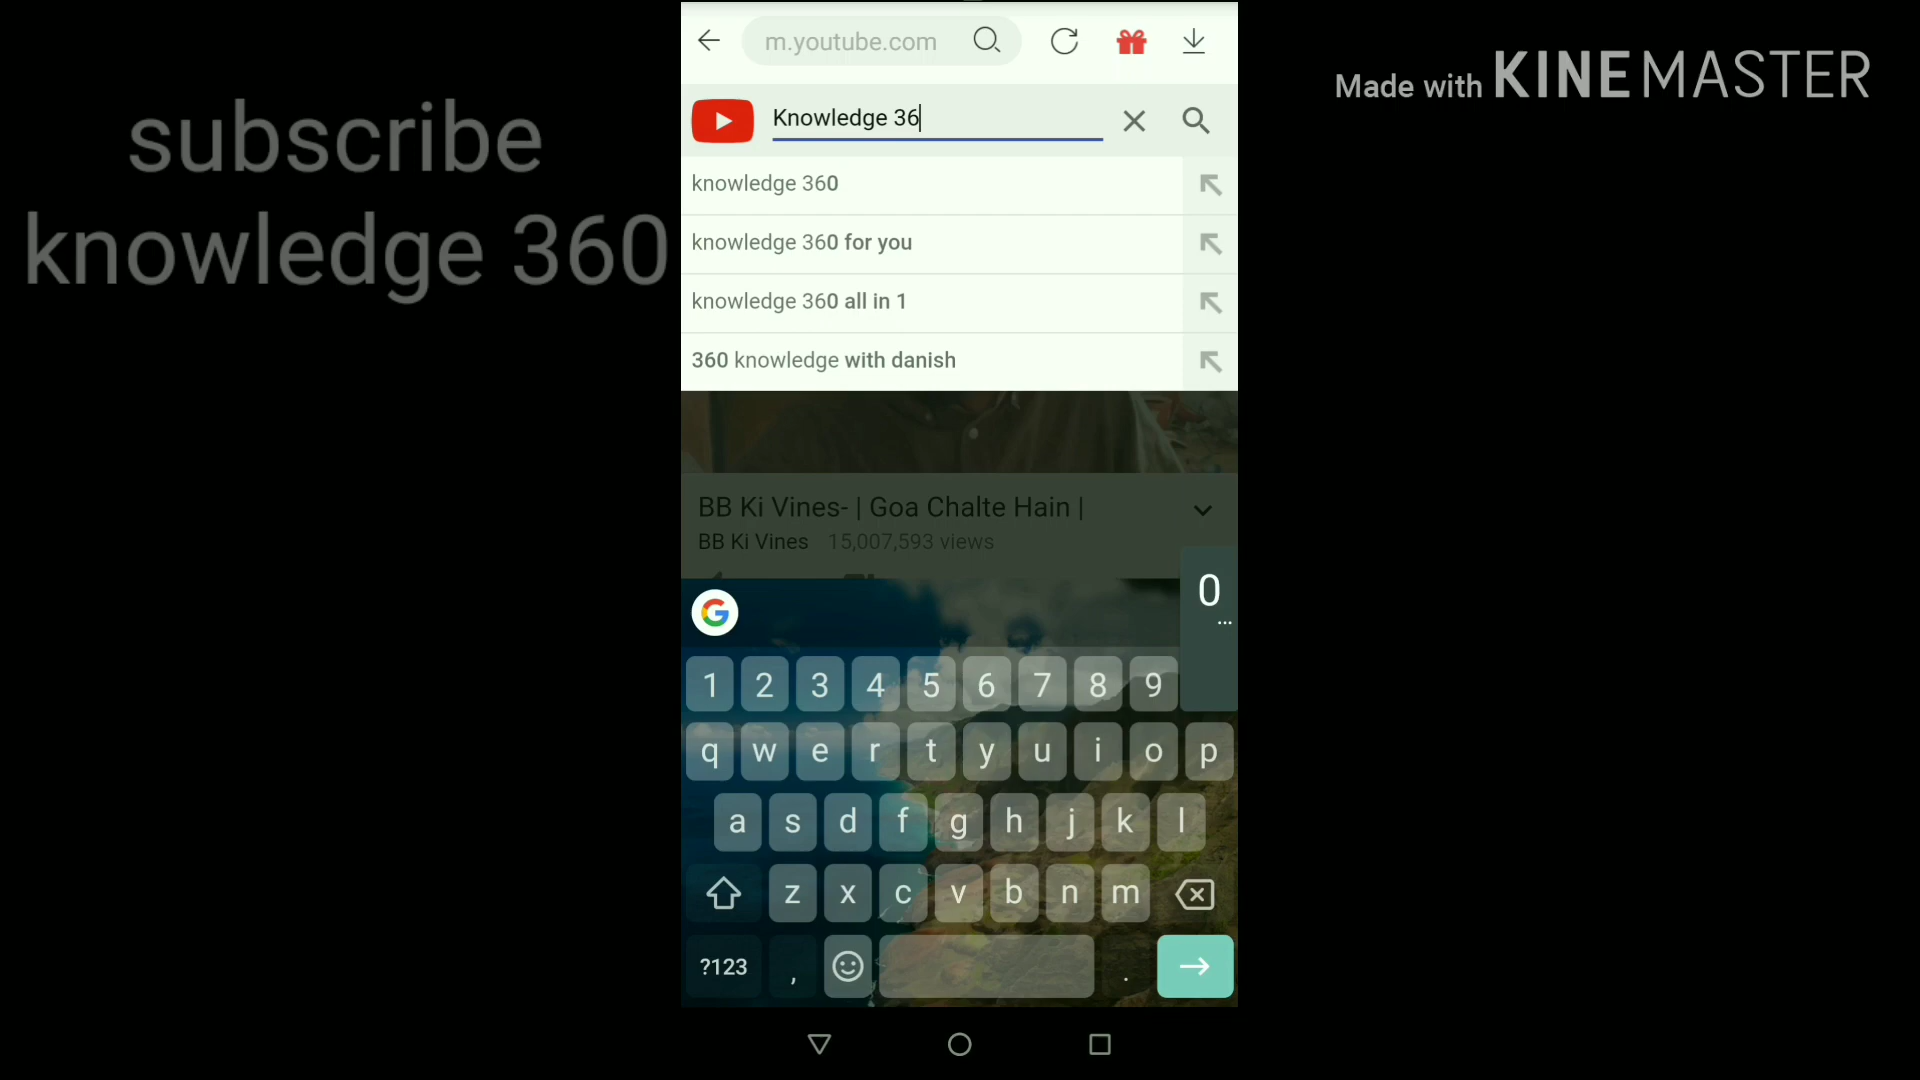 subscribe
knowledge 360
Made with KINEMASTER
m.youtube.com
Knowledge 36
knowledge 360
knowledge 360 for you
knowledge 360 all in 1
360 knowledge with danish
BB Ki Vines- | Goa Chalte Hain |
BB Ki Vines 15,007,593 views
G
0
...
1 2 3 4 5 6 7 8 9
q w e r t y u i o p
a s d f g h j k l
z x c v b n m
?123 , .